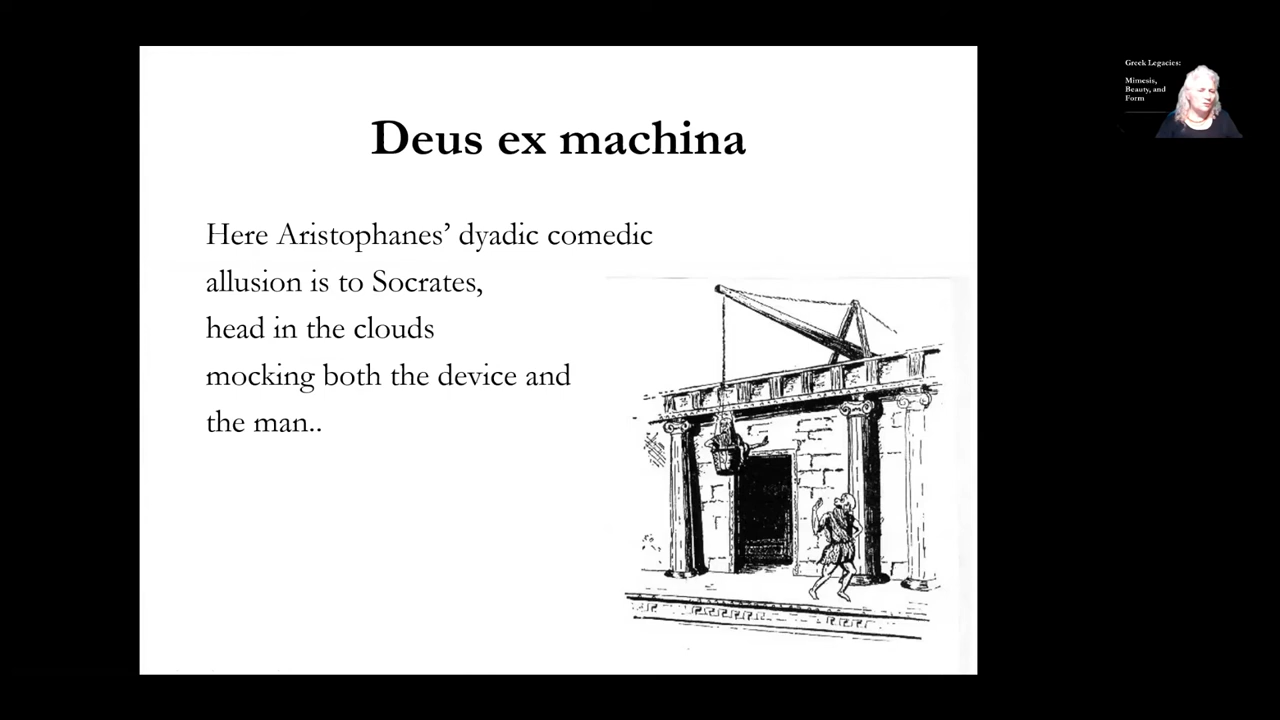 Deus ex machina
Here Aristophanes’ dyadic comedic
allusion is to Socrates,
head in the clouds
mocking both the device and
the man..
Greek Legacies:
Mimesis,
Beauty, and
Form